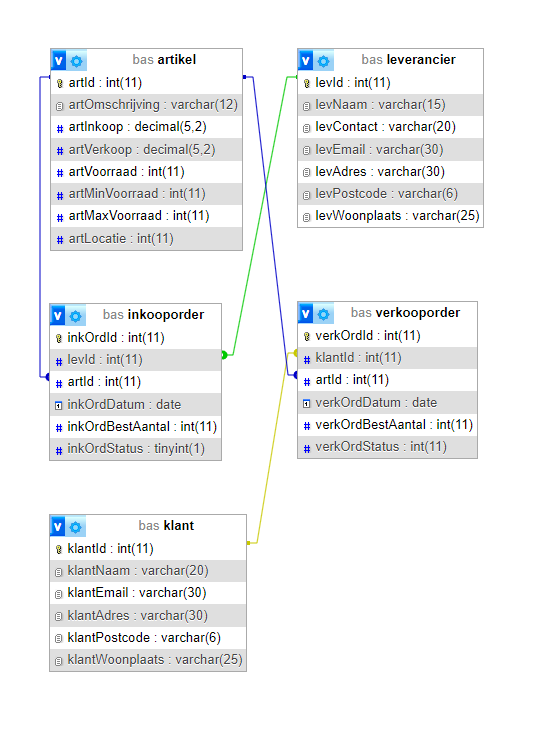 bas artikel
artId : int(11)
artOmschrijving : varchar(12)
artInkoop : decimal(5,2)
artVerkoop : decimal(5,2)
artVoorraad : int(11)
artMinVoorraad : int(11)
artMaxVoorraad : int(11)
artLocatie : int(11)
bas leverancier
levId : int(11)
levNaam : varchar(15)
levContact : varchar(20)
levEmail : varchar(30)
levAdres : varchar(30)
levPostcode : varchar(6)
levWoonplaats : varchar(25)
bas inkooporder
inkOrdId : int(11)
levId : int(11)
artId : int(11)
inkOrdDatum : date
inkOrdBestAantal : int(11)
inkOrdStatus : tinyint(1)
bas verkooporder
verkOrdId : int(11)
klantId : int(11)
artId : int(11)
verkOrdDatum : date
verkOrdBestAantal : int(11)
verkOrdStatus : int(11)
bas klant
klantId : int(11)
klantNaam : varchar(20)
klantEmail : varchar(30)
klantAdres : varchar(30)
klantPostcode : varchar(6)
klantWoonplaats : varchar(25)